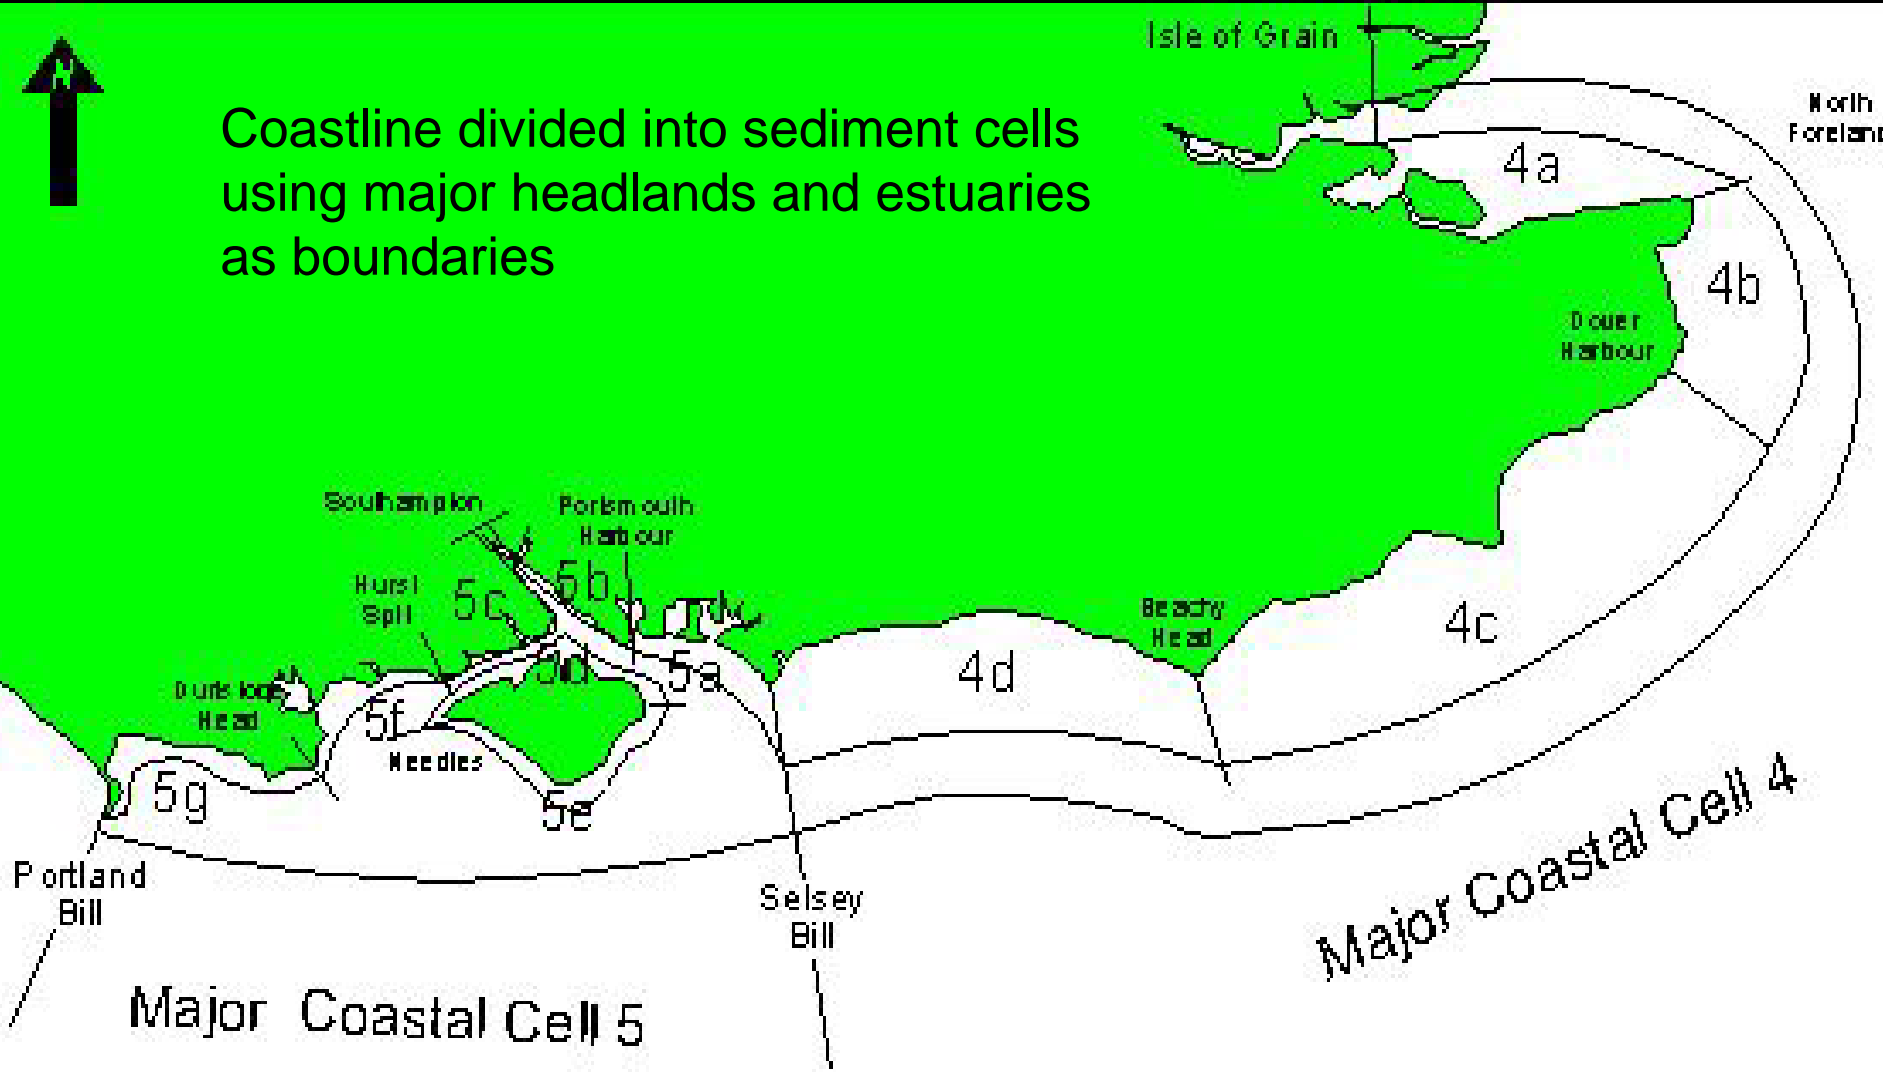 Isle of Grain
N
North
Foreland
Coastline divided into sediment cells
using major headlands and estuaries
as boundaries
4a
4b
Dover
Harbour
Southampton
Portsmouth
Harbour
Hurst
Spit
5c
5b
Beachy
Head
4c
4d
5d
5a
Durlstone
Head
5f
Needles
5g
5e
Portland
Bill
Selsey
Bill
Major Coastal Cell 4
Major Coastal Cell 5